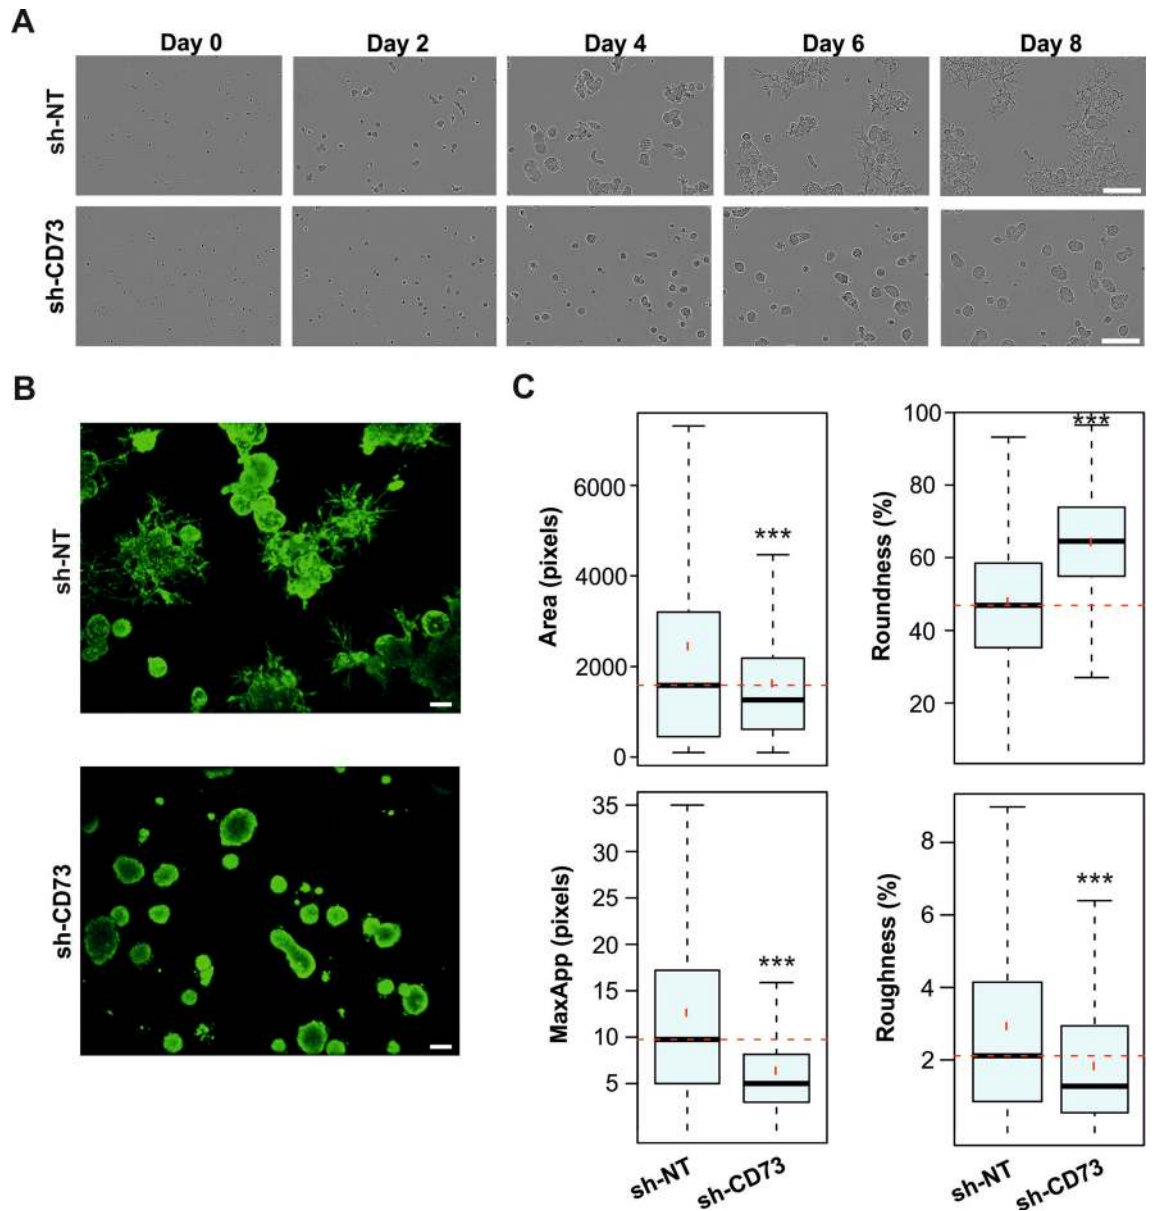 A
Day 0 Day 2 Day 4 Day 6 Day 8
sh-NT
sh-CD73
B
sh-NT
sh-CD73
C
Area (pixels)
6000
4000
2000
0
***
Roundness (%)
100
80
60
40
20
***
MaxApp (pixels)
35
30
25
20
15
10
5
***
sh-NT sh-CD73
Roughness (%)
8
6
4
2
***
sh-NT sh-CD73